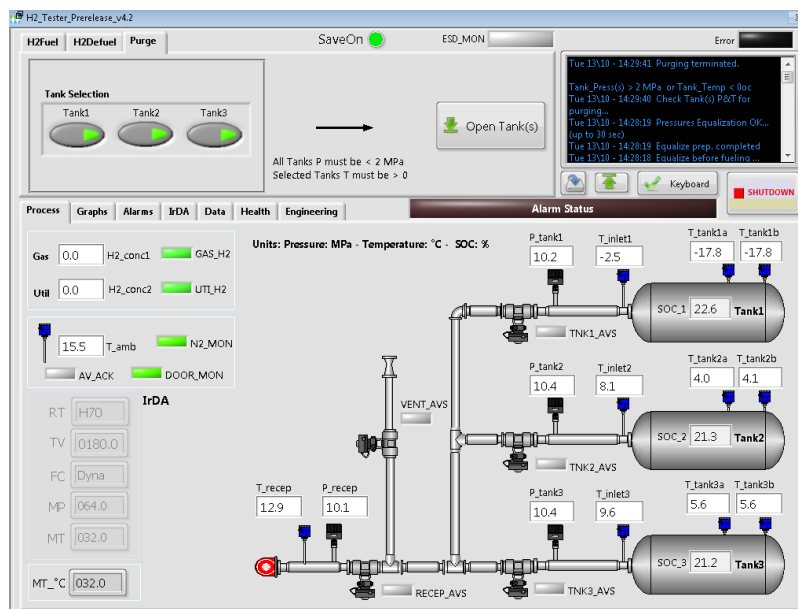 H2_Tester_Prerelease_v4.2
H2Fuel H2Defuel Purge
SaveOn
ESD_MON
Error
Tank Selection
Tank1 Tank2 Tank3
Open Tank(s)
All Tanks P must be < 2 MPa
Selected Tanks T must be > 0
Tue 13\10 - 14:29:41 Purging terminated.
Tank_Press(s) > 2 MPa or Tank_Temp < 0oc
Tue 13\10 - 14:29:40 Check Tank(s) P&T for
purging...
Tue 13\10 - 14:28:19 Pressures Equalization OK...
(up to 30 sec)
Tue 13\10 - 14:28:19 Equalize prep. completed
Tue 13\10 - 14:28:18 Equalize before fueling ...
Keyboard
SHUTDOWN
Process Graphs Alarms IrDA Data Health Engineering
Alarm Status
Gas 0.0 H2_conc1 GAS_H2
Util 0.0 H2_conc2 UTI_H2
15.5 T_amb N2_MON
AV_ACK DOOR_MON
IrDA
RT H70
TV 0180.0
FC Dyna
MP 064.0
MT 032.0
MT_°C 032.0
Units: Pressure: MPa - Temperature: °C - SOC: %
P_tank1 T_inlet1 T_tank1a T_tank1b
10.2 -2.5 -17.8 -17.8
SOC_1 22.6 Tank1
TNK1_AVS
P_tank2 T_inlet2 T_tank2a T_tank2b
10.4 8.1 4.0 4.1
VENT_AVS
SOC_2 21.3 Tank2
TNK2_AVS
T_recep P_recep
12.9 10.1
P_tank3 T_inlet3 T_tank3a T_tank3b
10.4 9.6 5.6 5.6
SOC_3 21.2 Tank3
RECEP_AVS
TNK3_AVS